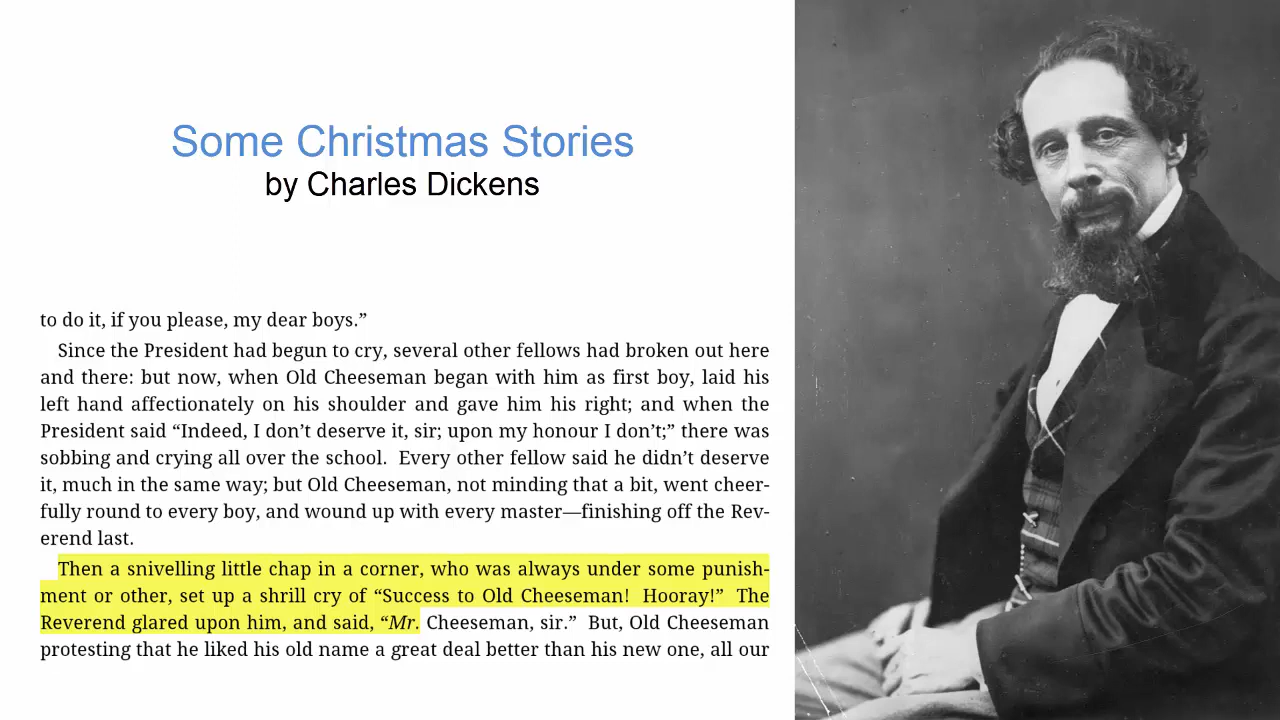 Some Christmas Stories
by Charles Dickens
to do it, if you please, my dear boys.”
Since the President had begun to cry, several other fellows had broken out here
and there: but now, when Old Cheeseman began with him as first boy, laid his
left hand affectionately on his shoulder and gave him his right; and when the
President said “Indeed, I don’t deserve it, sir; upon my honour I don’t;” there was
sobbing and crying all over the school.  Every other fellow said he didn’t deserve
it, much in the same way; but Old Cheeseman, not minding that a bit, went cheer-
fully round to every boy, and wound up with every master—finishing off the Rev-
erend last.
Then a snivelling little chap in a corner, who was always under some punish-
ment or other, set up a shrill cry of “Success to Old Cheeseman!  Hooray!”  The
Reverend glared upon him, and said, “Mr. Cheeseman, sir.”  But, Old Cheeseman
protesting that he liked his old name a great deal better than his new one, all our